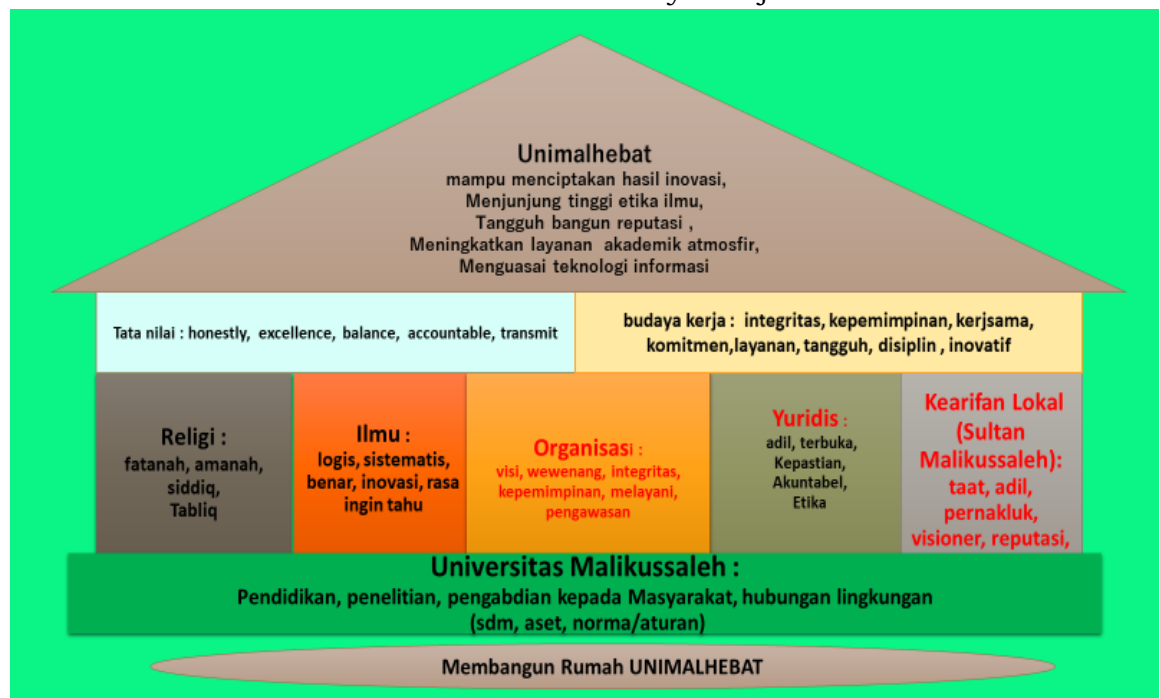 Unimalhebat
mampu menciptakan hasil inovasi,
Menjunjung tinggi etika ilmu,
Tangguh bangun reputasi ,
Meningkatkan layanan akademik atmosfir,
Menguasai teknologi informasi
Tata nilai : honestly, excellence, balance, accountable, transmit
budaya kerja : integritas, kepemimpinan, kerjsama,
komitmen,layanan, tangguh, disiplin , inovatif
Religi :
fatanah, amanah,
siddiq,
Tabliq
Ilmu :
logis, sistematis,
benar, inovasi, rasa
ingin tahu
Organisasi :
visi, wewenang, integritas,
kepemimpinan, melayani,
pengawasan
Yuridis :
adil, terbuka,
Kepastian,
Akuntabel,
Etika
Kearifan Lokal
(Sultan
Malikussaleh):
taat, adil,
pernakluk,
visioner, reputasi,
Universitas Malikussaleh :
Pendidikan, penelitian, pengabdian kepada Masyarakat, hubungan lingkungan
(sdm, aset, norma/aturan)
Membangun Rumah UNIMALHEBAT